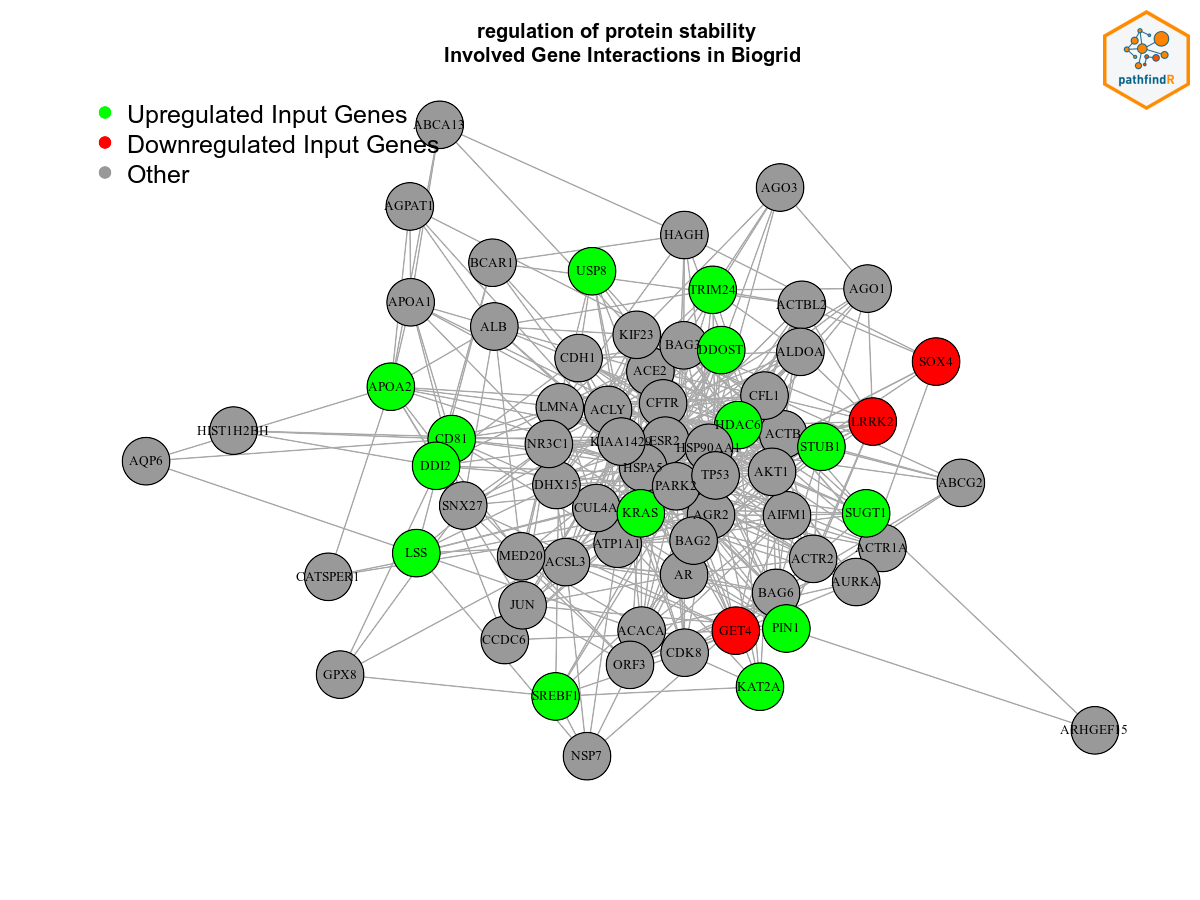 regulation of protein stability
Involved Gene Interactions in Biogrid
pathfindR
Upregulated Input Genes
Downregulated Input Genes
Other
ABCA13
AGO3
AGPAT1
HAGH
BCAR1
USP8
TRIM24
AGO1
APOA1
ACTBL2
ALB
KIF23
BAG3
DDOST
ALDOA
CDH1
SOX4
ACE2
APOA2
CFL1
CFTR
LMNA
ACLY
LRRK2
HDAC6
HIST1H2BH
ACTB
CD81
NR3C1
KIAA1429
ESR2
HSP90AA1
STUB1
AQP6
DDI2
HSPA5
TP53
AKT1
DHX15
PARK2
ABCG2
SNX27
CUL4A
KRAS
AGR2
AIFM1
SUGT1
LSS
ATP1A1
BAG2
ACTR1A
MED20
ACSL3
ACTR2
CATSPER1
AR
AURKA
BAG6
JUN
CCDC6
ACACA
GET4
PIN1
ORF3
CDK8
GPX8
SREBF1
KAT2A
ARHGEF15
NSP7